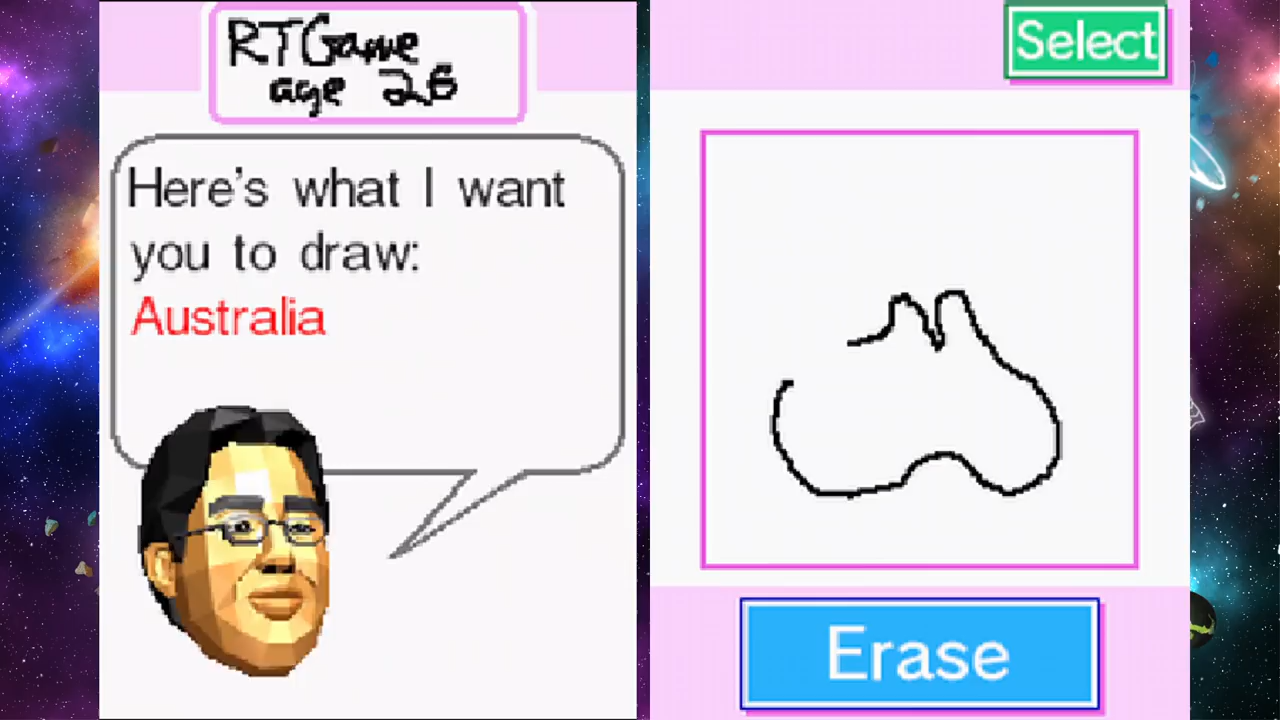 RTGame
age 26
Here's what I want
you to draw:
Australia
Select
Erase